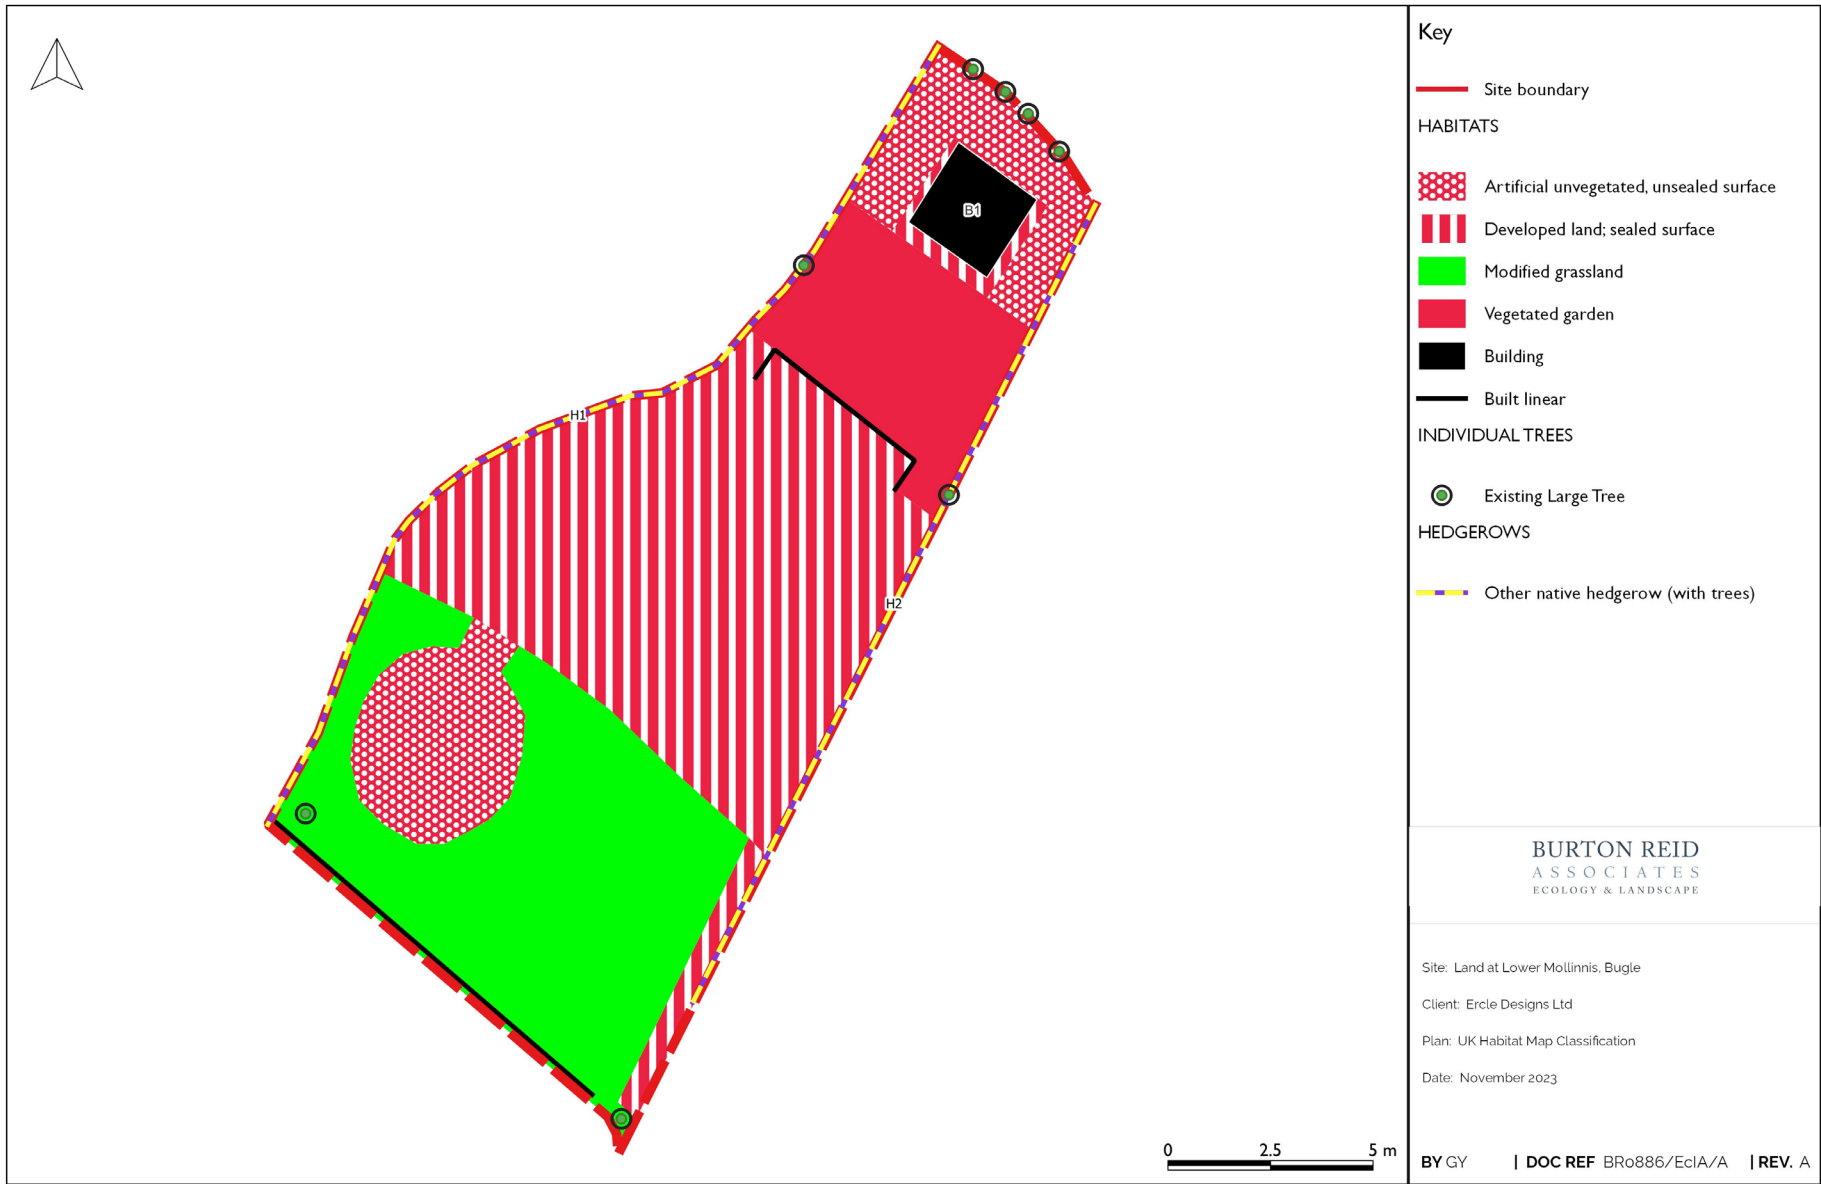 B1
H1
H2
0 2.5 5 m
Key
Site boundary
HABITATS
Artificial unvegetated, unsealed surface
Developed land; sealed surface
Modified grassland
Vegetated garden
Building
Built linear
INDIVIDUAL TREES
Existing Large Tree
HEDGEROWS
Other native hedgerow (with trees)
BURTON REID
ASSOCIATES
ECOLOGY & LANDSCAPE
Site: Land at Lower Mollinnis, Bugle
Client: Ercle Designs Ltd
Plan: UK Habitat Map Classification
Date: November 2023
BY GY | DOC REF BR0886/EcIA/A | REV. A